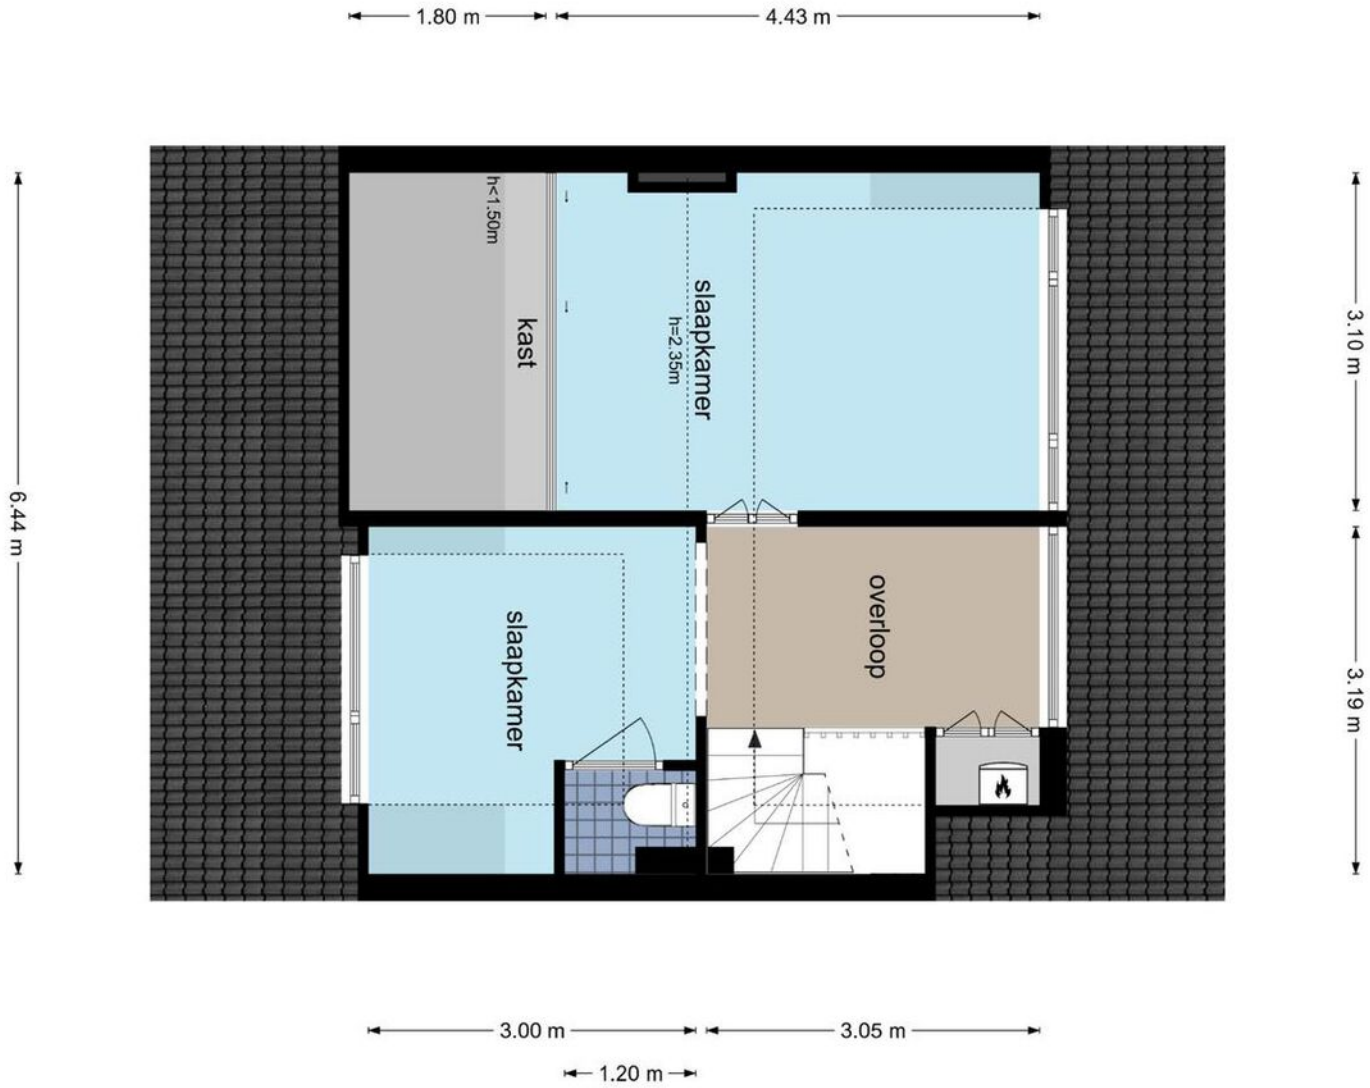 1.80 m
4.43 m
h<1.50m
kast
slaapkamer
h=2.35m
3.10 m
6.44 m
slaapkamer
overloop
3.19 m
3.00 m
3.05 m
1.20 m